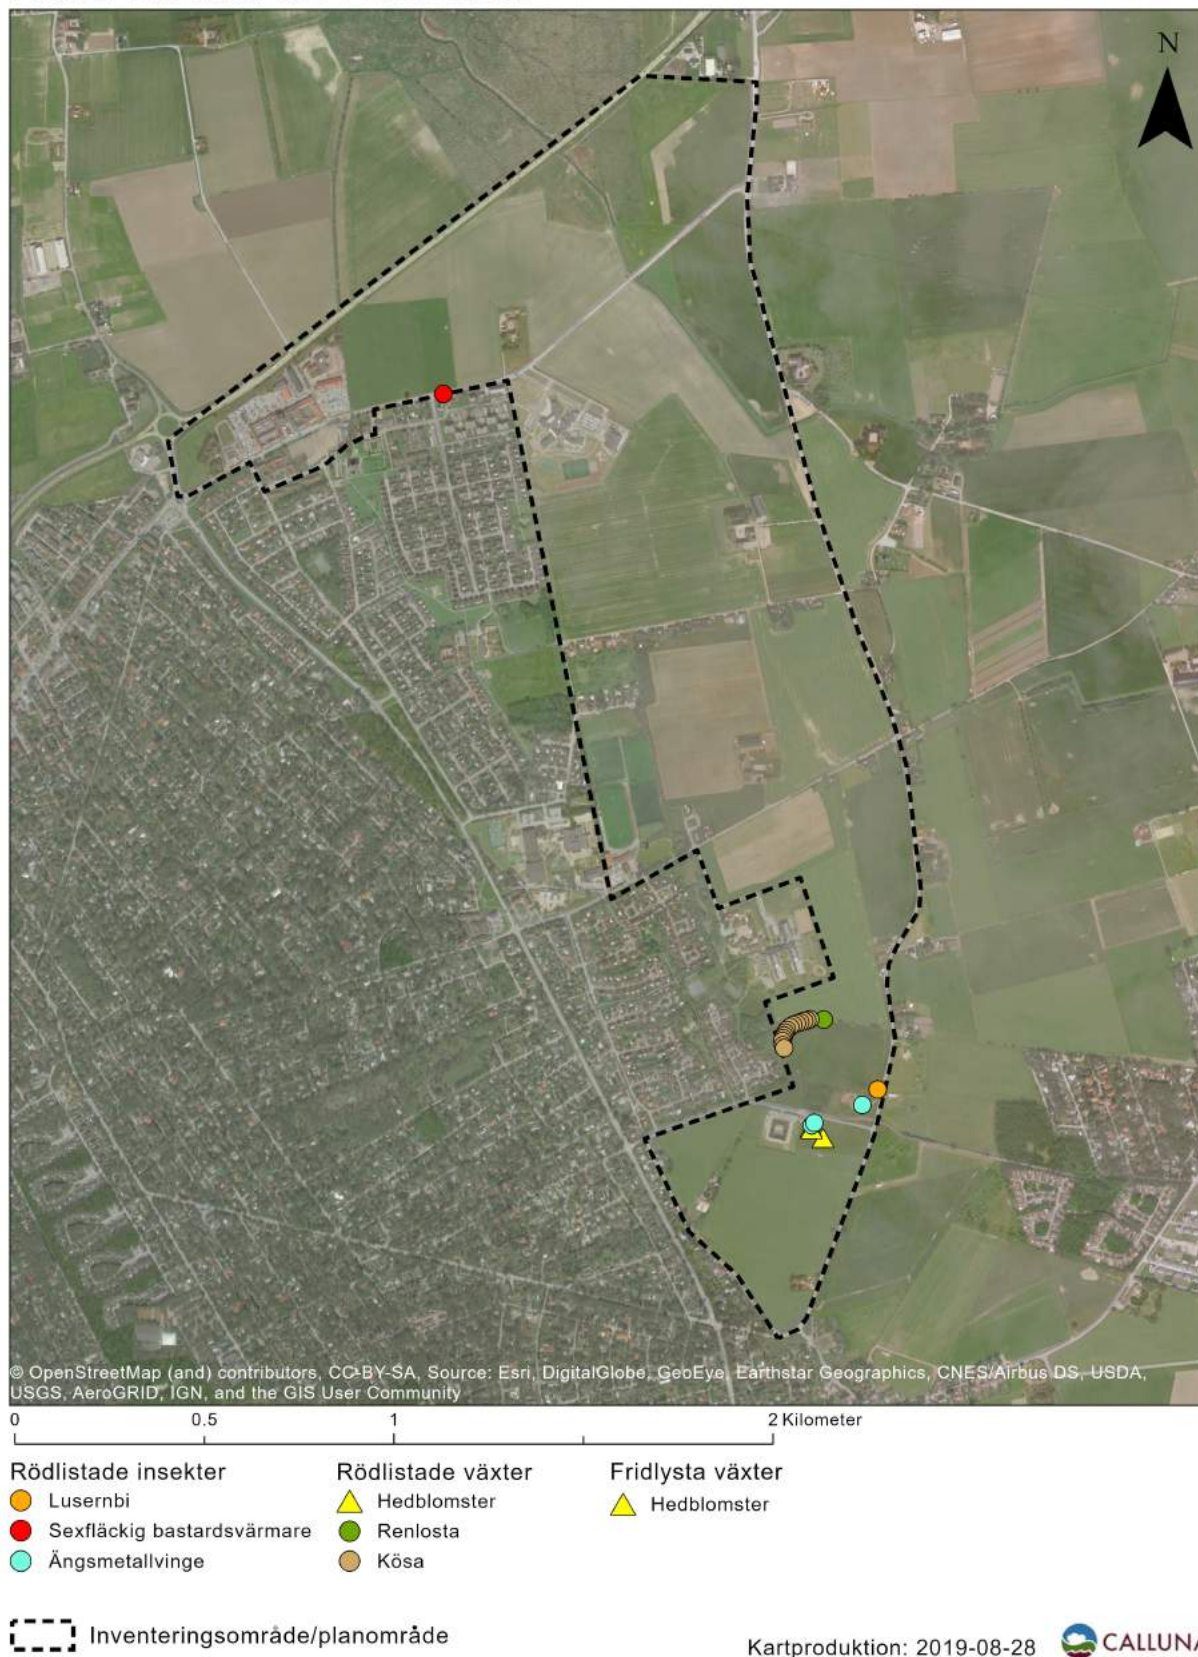 N
© OpenStreetMap (and) contributors, CC-BY-SA, Source: Esri, DigitalGlobe, GeoEye, Earthstar Geographics, CNES/Airbus DS, USDA,
USGS, AeroGRID, IGN, and the GIS User Community
0 0.5 1 2 Kilometer
Rödlistade insekter
Lusernbi
Sexfläckig bastardsvärmare
Ängsmetallvinge
Rödlistade växter
Hedblomster
Renlosta
Kösa
Fridlysta växter
Hedblomster
Inventeringsområde/planområde
Kartproduktion: 2019-08-28
CALLUNA